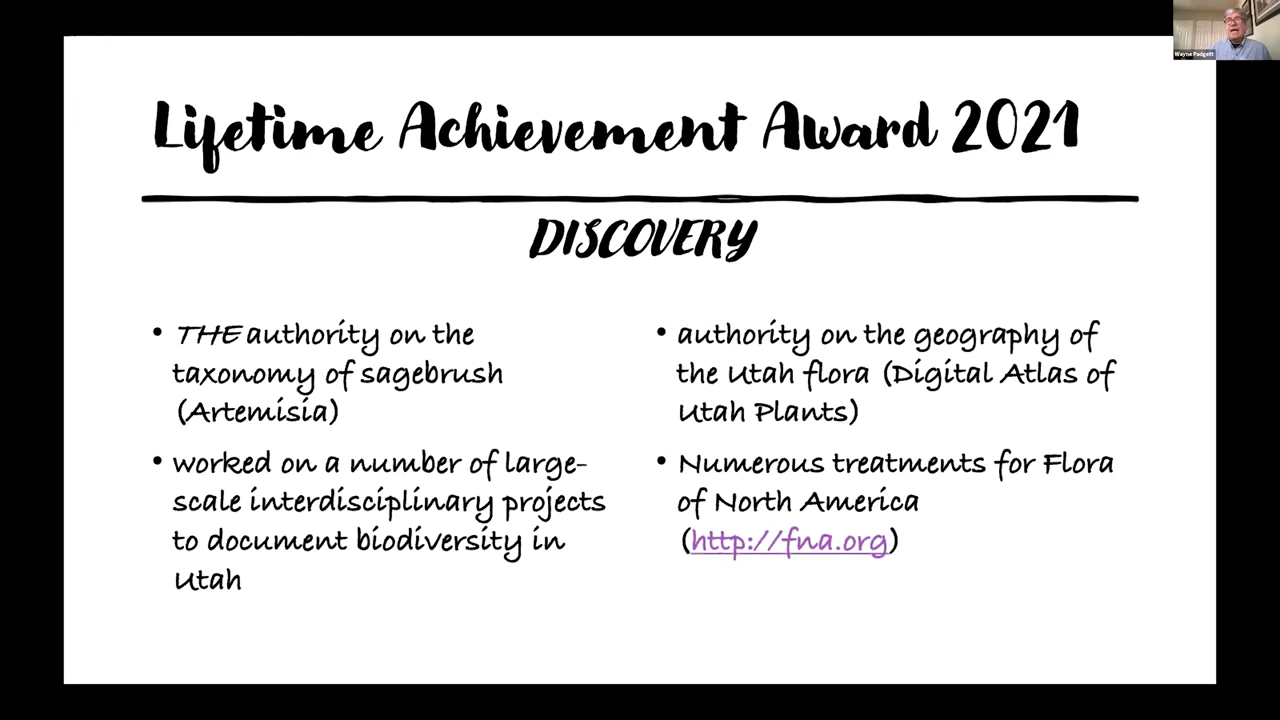 Lifetime Achievement Award 2021
DISCOVERY
• THE authority on the
taxonomy of sagebrush
(Artemisia)
• worked on a number of large-
scale interdisciplinary projects
to document biodiversity in
Utah
• authority on the geography of
the Utah flora (Digital Atlas of
Utah Plants)
• Numerous treatments for Flora
of North America
(http://fna.org)
Wayne Padgett